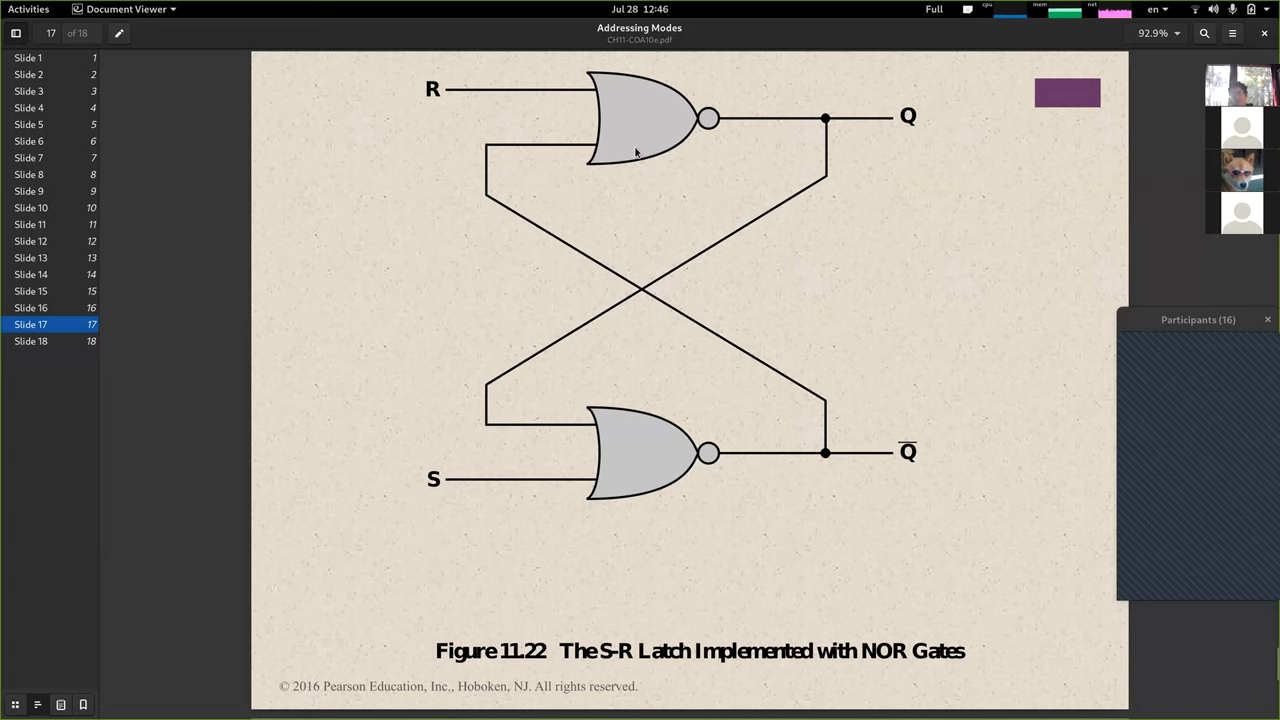 Activities Document Viewer Jul 28 12:46 Full cpu mem net en
17 of 18 Addressing Modes 92.9%
CH11-COA10e.pdf
Slide 1 1
Slide 2 2
Slide 3 3
Slide 4 4
Slide 5 5
Slide 6 6
Slide 7 7
Slide 8 8
Slide 9 9
Slide 10 10
Slide 11 11
Slide 12 12
Slide 13 13
Slide 14 14
Slide 15 15
Slide 16 16
Slide 17 17
Slide 18 18
R
Q
S
Q̅
Figure 11.22 The S-R Latch Implemented with NOR Gates
© 2016 Pearson Education, Inc., Hoboken, NJ. All rights reserved.
Participants (16)